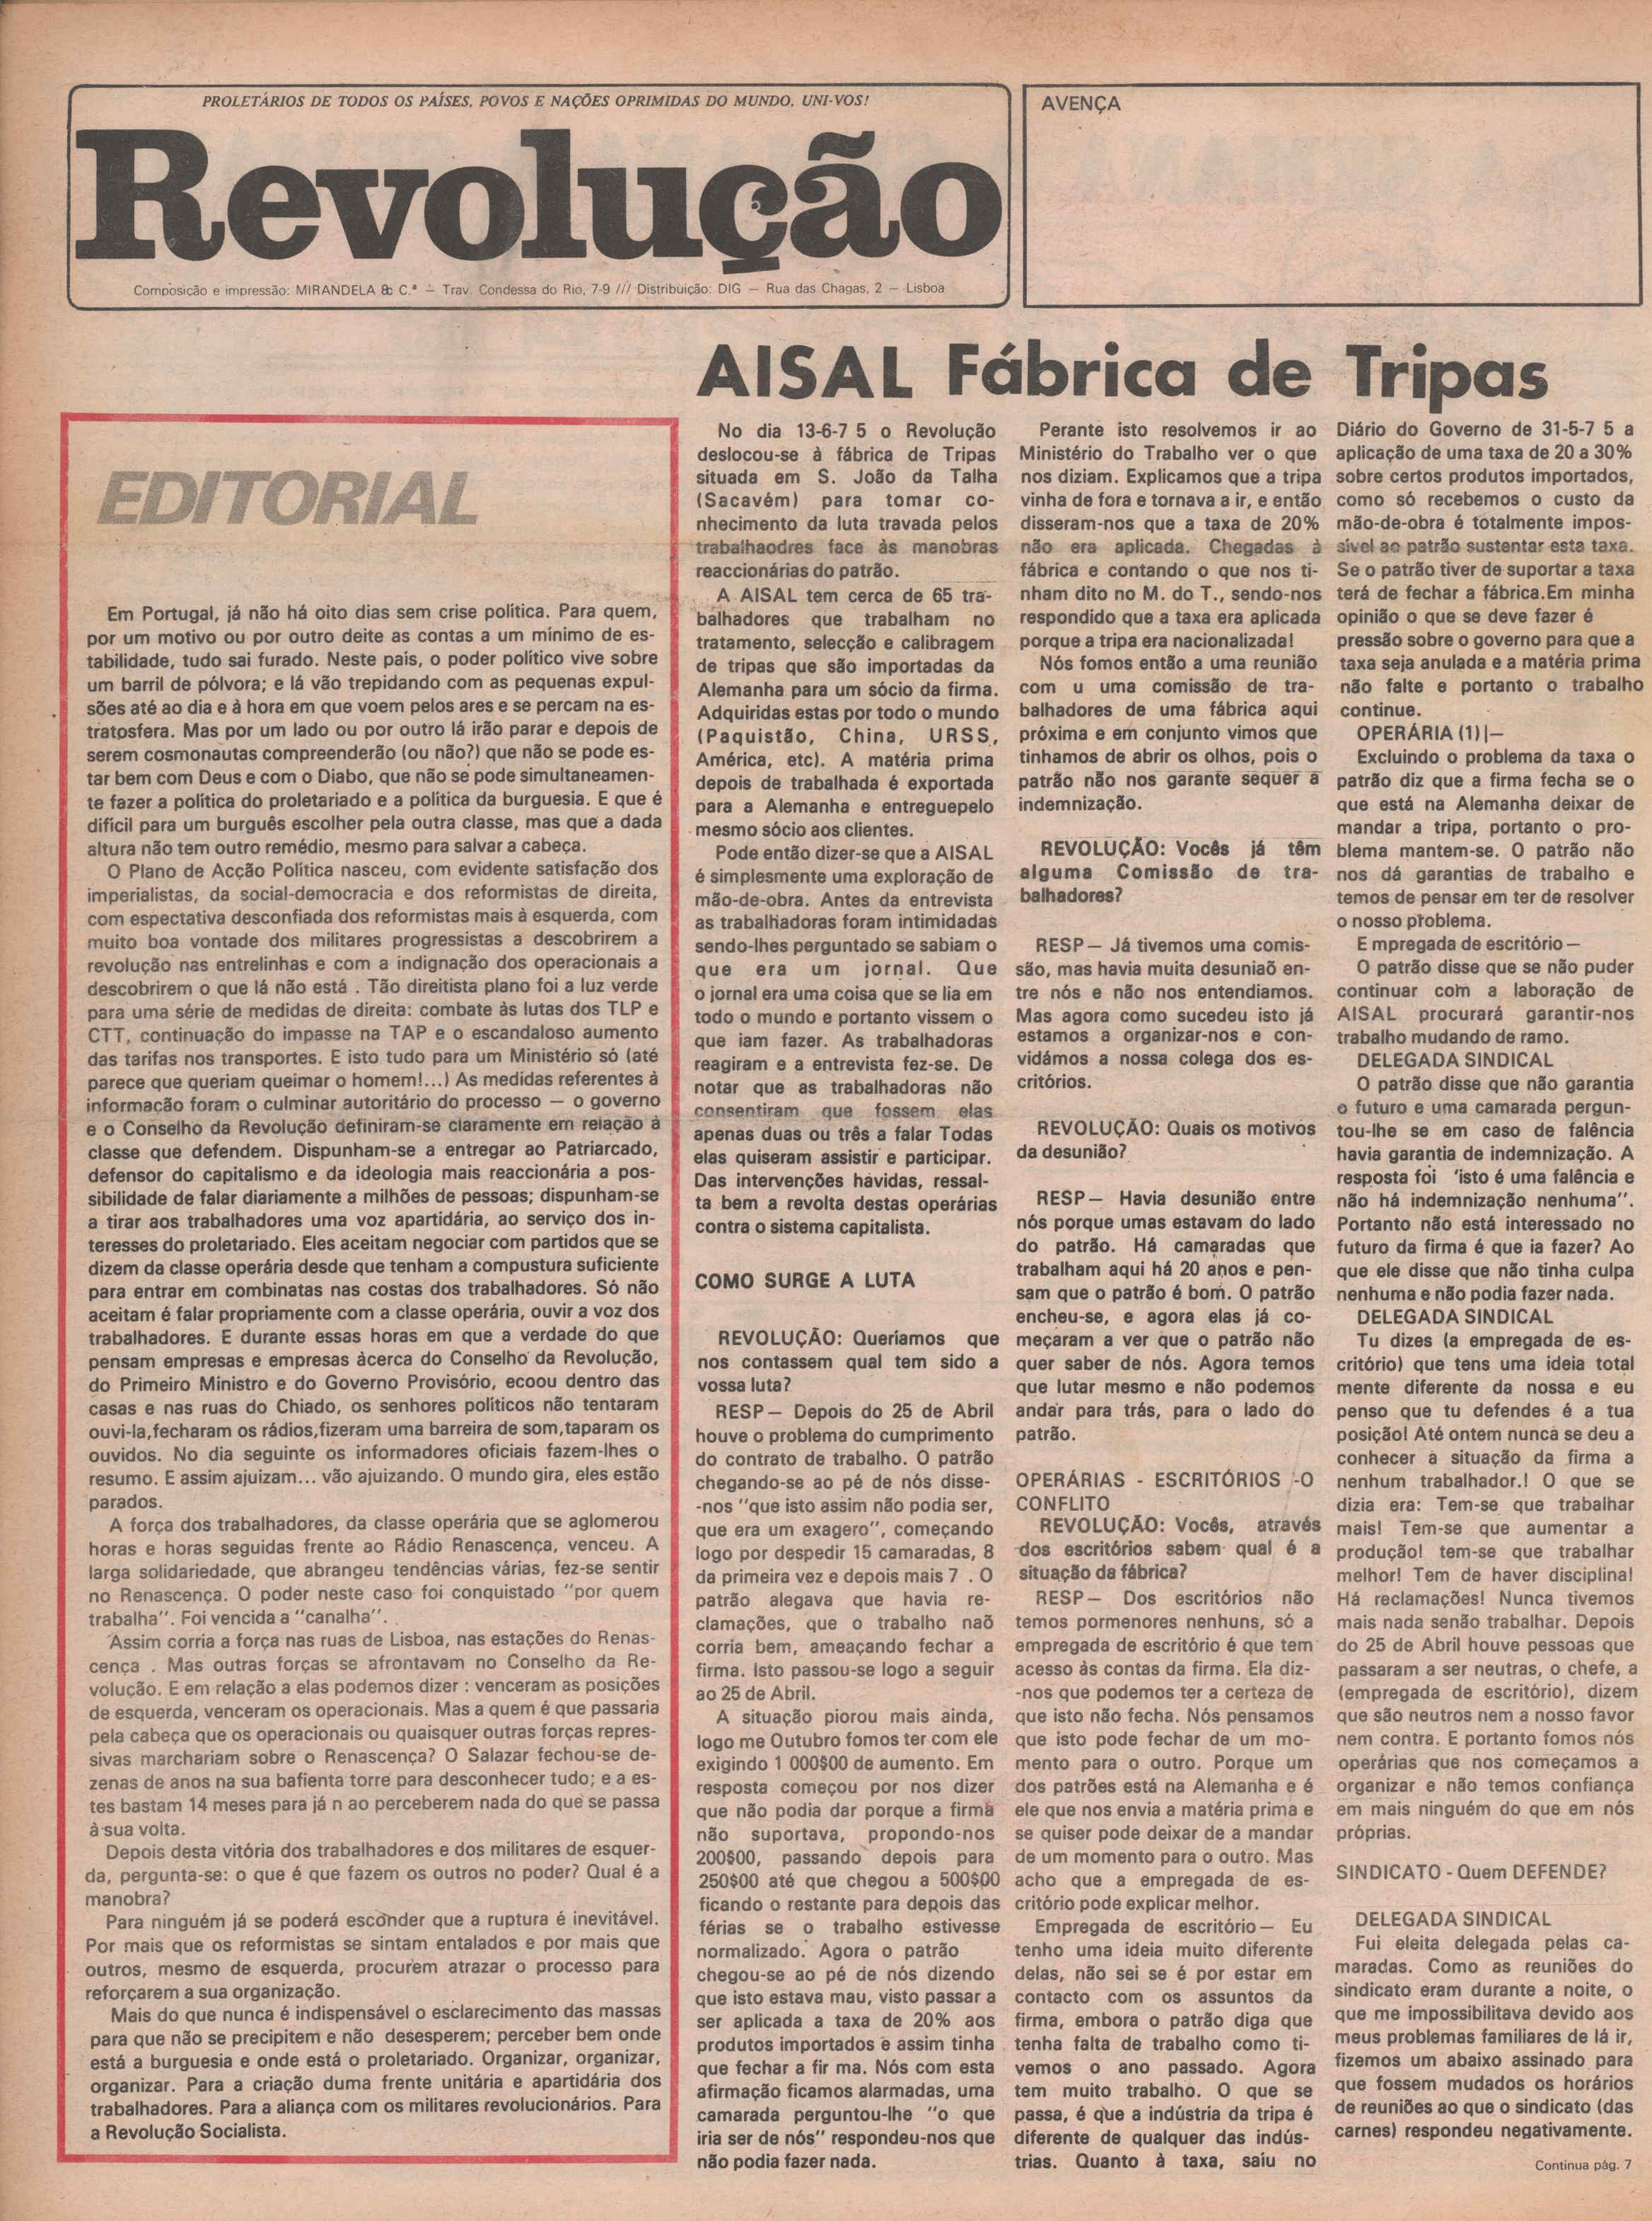 PROLETÁRIOS DE TODOS OS PAÍSES, POVOS E NAÇÕES OPRIMIDAS DO MUNDO, UNI-VOS!
Revolução
Composição e impressão: MIRANDELA & C.ª — Trav. Condessa do Rio, 7-9 /// Distribuição: DIG — Rua das Chagas, 2 — Lisboa
AVENÇA
AISAL Fábrica de Tripas
EDITORIAL
Em Portugal, já não há oito dias sem crise política. Para quem,
por um motivo ou por outro deite as contas a um mínimo de es-
tabilidade, tudo sai furado. Neste país, o poder político vive sobre
um barril de pólvora; e lá vão trepidando com as pequenas expul-
sões até ao dia e à hora em que voem pelos ares e se percam na es-
tratosfera. Mas por um lado ou por outro lá irão parar e depois de
serem cosmonautas compreenderão (ou não?) que não se pode es-
tar bem com Deus e com o Diabo, que não se pode simultaneamen-
te fazer a política do proletariado e a política da burguesia. E que é
difícil para um burguês escolher pela outra classe, mas que a dada
altura não tem outro remédio, mesmo para salvar a cabeça.
O Plano de Acção Política nasceu, com evidente satisfação dos
imperialistas, da social-democracia e dos reformistas de direita,
com espectativa desconfiada dos reformistas mais à esquerda, com
muito boa vontade dos militares progressistas a descobrirem a
revolução nas entrelinhas e com a indignação dos operacionais a
descobrirem o que lá não está . Tão direitista plano foi a luz verde
para uma série de medidas de direita: combate às lutas dos TLP e
CTT, continuação do impasse na TAP e o escandaloso aumento
das tarifas nos transportes. E isto tudo para um Ministério só (até
parece que queriam queimar o homem!...) As medidas referentes à
informação foram o culminar autoritário do processo — o governo
e o Conselho da Revolução definiram-se claramente em relação à
classe que defendem. Dispunham-se a entregar ao Patriarcado,
defensor do capitalismo e da ideologia mais reaccionária a pos-
sibilidade de falar diariamente a milhões de pessoas; dispunham-se
a tirar aos trabalhadores uma voz apartidária, ao serviço dos in-
teresses do proletariado. Eles aceitam negociar com partidos que se
dizem da classe operária desde que tenham a compustura suficiente
para entrar em combinatas nas costas dos trabalhadores. Só não
aceitam é falar propriamente com a classe operária, ouvir a voz dos
trabalhadores. E durante essas horas em que a verdade do que
pensam empresas e empresas àcerca do Conselho da Revolução,
do Primeiro Ministro e do Governo Provisório, ecoou dentro das
casas e nas ruas do Chiado, os senhores políticos não tentaram
ouvi-la,fecharam os rádios,fizeram uma barreira de som,taparam os
ouvidos. No dia seguinte os informadores oficiais fazem-lhes o
resumo. E assim ajuizam... vão ajuizando. O mundo gira, eles estão
parados.
A força dos trabalhadores, da classe operária que se aglomerou
horas e horas seguidas frente ao Rádio Renascença, venceu. A
larga solidariedade, que abrangeu tendências várias, fez-se sentir
no Renascença. O poder neste caso foi conquistado "por quem
trabalha". Foi vencida a "canalha".
Assim corria a força nas ruas de Lisboa, nas estações do Renas-
cença . Mas outras forças se afrontavam no Conselho da Re-
volução. E em relação a elas podemos dizer : venceram as posições
de esquerda, venceram os operacionais. Mas a quem é que passaria
pela cabeça que os operacionais ou quaisquer outras forças repres-
sivas marchariam sobre o Renascença? O Salazar fechou-se de-
zenas de anos na sua bafienta torre para desconhecer tudo; e a es-
tes bastam 14 meses para já n ao perceberem nada do que se passa
à sua volta.
Depois desta vitória dos trabalhadores e dos militares de esquer-
da, pergunta-se: o que é que fazem os outros no poder? Qual é a
manobra?
Para ninguém já se poderá esconder que a ruptura é inevitável.
Por mais que os reformistas se sintam entalados e por mais que
outros, mesmo de esquerda, procurem atrazar o processo para
reforçarem a sua organização.
Mais do que nunca é indispensável o esclarecimento das massas
para que não se precipitem e não desesperem; perceber bem onde
está a burguesia e onde está o proletariado. Organizar, organizar,
organizar. Para a criação duma frente unitária e apartidária dos
trabalhadores. Para a aliança com os militares revolucionários. Para
a Revolução Socialista.
No dia 13-6-7 5 o Revolução
deslocou-se à fábrica de Tripas
situada em S. João da Talha
(Sacavém) para tomar co-
nhecimento da luta travada pelos
trabalhaodres face às manobras
reaccionárias do patrão.
A AISAL tem cerca de 65 tra-
balhadores que trabalham no
tratamento, selecção e calibragem
de tripas que são importadas da
Alemanha para um sócio da firma.
Adquiridas estas por todo o mundo
(Paquistão, China, URSS,
América, etc). A matéria prima
depois de trabalhada é exportada
para a Alemanha e entreguepelo
mesmo sócio aos clientes.
Pode então dizer-se que a AISAL
é simplesmente uma exploração de
mão-de-obra. Antes da entrevista
as trabalhadoras foram intimidadas
sendo-lhes perguntado se sabiam o
que era um jornal. Que
o jornal era uma coisa que se lia em
todo o mundo e portanto vissem o
que iam fazer. As trabalhadoras
reagiram e a entrevista fez-se. De
notar que as trabalhadoras não
consentiram que fossem elas
apenas duas ou três a falar Todas
elas quiseram assistir e participar.
Das intervenções hávidas, ressal-
ta bem a revolta destas operárias
contra o sistema capitalista.
COMO SURGE A LUTA
REVOLUÇÃO: Queríamos que
nos contassem qual tem sido a
vossa luta?
RESP— Depois do 25 de Abril
houve o problema do cumprimento
do contrato de trabalho. O patrão
chegando-se ao pé de nós disse-
-nos "que isto assim não podia ser,
que era um exagero", começando
logo por despedir 15 camaradas, 8
da primeira vez e depois mais 7 . O
patrão alegava que havia re-
clamações, que o trabalho naõ
corria bem, ameaçando fechar a
firma. Isto passou-se logo a seguir
ao 25 de Abril.
A situação piorou mais ainda,
logo me Outubro fomos ter com ele
exigindo 1 000$00 de aumento. Em
resposta começou por nos dizer
que não podia dar porque a firma
não suportava, propondo-nos
200$00, passando depois para
250$00 até que chegou a 500$00
ficando o restante para depois das
férias se o trabalho estivesse
normalizado. Agora o patrão
chegou-se ao pé de nós dizendo
que isto estava mau, visto passar a
ser aplicada a taxa de 20% aos
produtos importados e assim tinha
que fechar a fir ma. Nós com esta
afirmação ficamos alarmadas, uma
camarada perguntou-lhe "o que
iria ser de nós" respondeu-nos que
não podia fazer nada.
Perante isto resolvemos ir ao
Ministério do Trabalho ver o que
nos diziam. Explicamos que a tripa
vinha de fora e tornava a ir, e então
disseram-nos que a taxa de 20%
não era aplicada. Chegadas à
fábrica e contando o que nos ti-
nham dito no M. do T., sendo-nos
respondido que a taxa era aplicada
porque a tripa era nacionalizada!
Nós fomos então a uma reunião
com u uma comissão de tra-
balhadores de uma fábrica aqui
próxima e em conjunto vimos que
tinhamos de abrir os olhos, pois o
patrão não nos garante sequer a
indemnização.
REVOLUÇÃO: Vocês já têm
alguma Comissão de tra-
balhadores?
RESP— Já tivemos uma comis-
são, mas havia muita desuniaõ en-
tre nós e não nos entendiamos.
Mas agora como sucedeu isto já
estamos a organizar-nos e con-
vidámos a nossa colega dos es-
critórios.
REVOLUÇÃO: Quais os motivos
da desunião?
RESP— Havia desunião entre
nós porque umas estavam do lado
do patrão. Há camaradas que
trabalham aqui há 20 anos e pen-
sam que o patrão é bom. O patrão
encheu-se, e agora elas já co-
meçaram a ver que o patrão não
quer saber de nós. Agora temos
que lutar mesmo e não podemos
andar para trás, para o lado do
patrão.
OPERÁRIAS - ESCRITÓRIOS -O
CONFLITO
REVOLUÇÃO: Vocês, através
dos escritórios sabem qual é a
situação da fábrica?
RESP— Dos escritórios não
temos pormenores nenhuns, só a
empregada de escritório é que tem
acesso às contas da firma. Ela diz-
-nos que podemos ter a certeza de
que isto não fecha. Nós pensamos
que isto pode fechar de um mo-
mento para o outro. Porque um
dos patrões está na Alemanha e é
ele que nos envia a matéria prima e
se quiser pode deixar de a mandar
de um momento para o outro. Mas
acho que a empregada de es-
critório pode explicar melhor.
Empregada de escritório— Eu
tenho uma ideia muito diferente
delas, não sei se é por estar em
contacto com os assuntos da
firma, embora o patrão diga que
tenha falta de trabalho como ti-
vemos o ano passado. Agora
tem muito trabalho. O que se
passa, é que a indústria da tripa é
diferente de qualquer das indús-
trias. Quanto à taxa, saíu no
Diário do Governo de 31-5-7 5 a
aplicação de uma taxa de 20 a 30%
sobre certos produtos importados,
como só recebemos o custo da
mão-de-obra é totalmente impos-
sível ao patrão sustentar esta taxa.
Se o patrão tiver de suportar a taxa
terá de fechar a fábrica.Em minha
opinião o que se deve fazer é
pressão sobre o governo para que a
taxa seja anulada e a matéria prima
não falte e portanto o trabalho
continue.
OPERÁRIA (1)|—
Excluindo o problema da taxa o
patrão diz que a firma fecha se o
que está na Alemanha deixar de
mandar a tripa, portanto o pro-
blema mantem-se. O patrão não
nos dá garantias de trabalho e
temos de pensar em ter de resolver
o nosso problema.
E mpregada de escritório —
O patrão disse que se não puder
continuar com a laboração de
AISAL procurará garantir-nos
trabalho mudando de ramo.
DELEGADA SINDICAL
O patrão disse que não garantia
o futuro e uma camarada pergun-
tou-lhe se em caso de falência
havia garantia de indemnização. A
resposta foi 'isto é uma falência e
não há indemnização nenhuma".
Portanto não está interessado no
futuro da firma é que ia fazer? Ao
que ele disse que não tinha culpa
nenhuma e não podia fazer nada.
DELEGADA SINDICAL
Tu dizes (a empregada de es-
critório) que tens uma ideia total
mente diferente da nossa e eu
penso que tu defendes é a tua
posição! Até ontem nunca se deu a
conhecer a situação da firma a
nenhum trabalhador.! O que se
dizia era: Tem-se que trabalhar
mais! Tem-se que aumentar a
produção! tem-se que trabalhar
melhor! Tem de haver disciplina!
Há reclamações! Nunca tivemos
mais nada senão trabalhar. Depois
do 25 de Abril houve pessoas que
passaram a ser neutras, o chefe, a
(empregada de escritório), dizem
que são neutros nem a nosso favor
nem contra. E portanto fomos nós
operárias que nos começamos a
organizar e não temos confiança
em mais ninguém do que em nós
próprias.
SINDICATO - Quem DEFENDE?
DELEGADA SINDICAL
Fui eleita delegada pelas ca-
maradas. Como as reuniões do
sindicato eram durante a noite, o
que me impossibilitava devido aos
meus problemas familiares de lá ir,
fizemos um abaixo assinado para
que fossem mudados os horários
de reuniões ao que o sindicato (das
carnes) respondeu negativamente.
Continua pág. 7